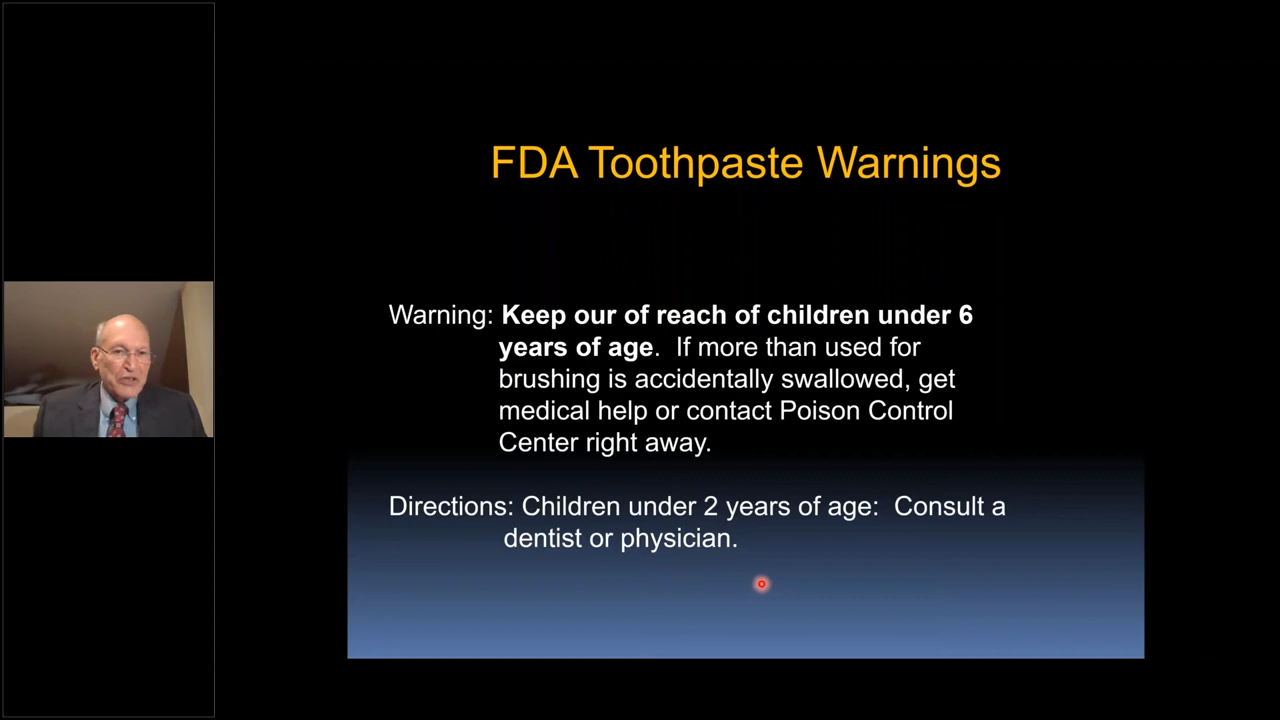 FDA Toothpaste Warnings
Warning: Keep our of reach of children under 6
years of age. If more than used for
brushing is accidentally swallowed, get
medical help or contact Poison Control
Center right away.
Directions: Children under 2 years of age: Consult a
dentist or physician.